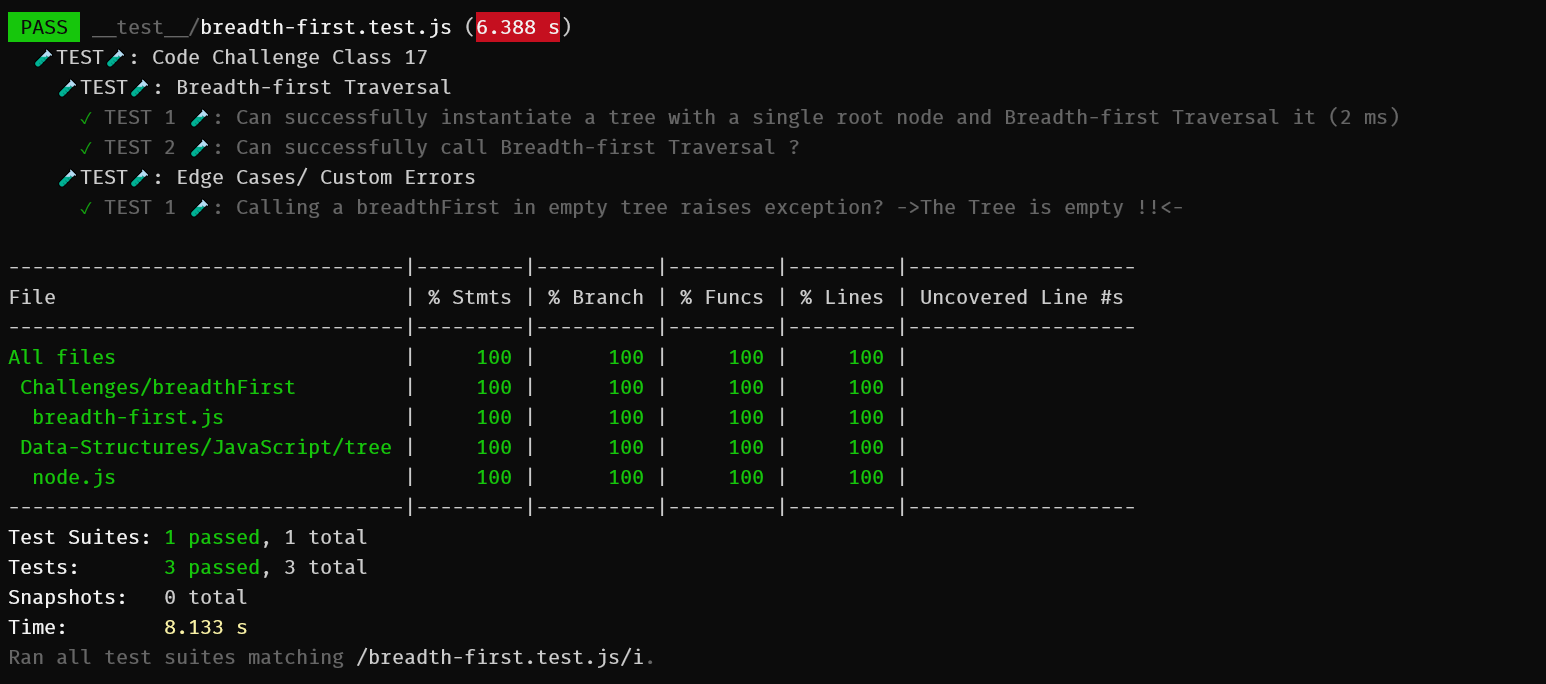 PASS __test__/breadth-first.test.js (6.388 s)
🧪TEST🧪: Code Challenge Class 17
🧪TEST🧪: Breadth-first Traversal
✓ TEST 1 🧪: Can successfully instantiate a tree with a single root node and Breadth-first Traversal it (2 ms)
✓ TEST 2 🧪: Can successfully call Breadth-first Traversal ?
🧪TEST🧪: Edge Cases/ Custom Errors
✓ TEST 1 🧪: Calling a breadthFirst in empty tree raises exception? ->The Tree is empty !!<-
---------------------------------|---------|----------|---------|---------|-------------------
File                             | % Stmts | % Branch | % Funcs | % Lines | Uncovered Line #s
---------------------------------|---------|----------|---------|---------|-------------------
All files                        |     100 |      100 |     100 |     100 |
 Challenges/breadthFirst         |     100 |      100 |     100 |     100 |
  breadth-first.js               |     100 |      100 |     100 |     100 |
 Data-Structures/JavaScript/tree |     100 |      100 |     100 |     100 |
  node.js                        |     100 |      100 |     100 |     100 |
---------------------------------|---------|----------|---------|---------|-------------------
Test Suites: 1 passed, 1 total
Tests:       3 passed, 3 total
Snapshots:   0 total
Time:        8.133 s
Ran all test suites matching /breadth-first.test.js/i.